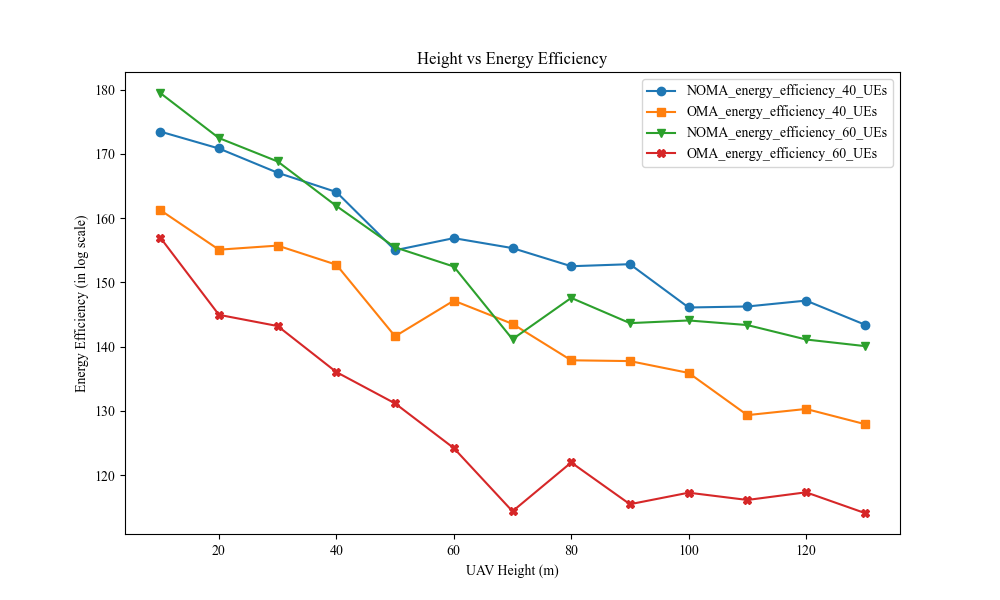 Height vs Energy Efficiency
NOMA_energy_efficiency_40_UEs
OMA_energy_efficiency_40_UEs
NOMA_energy_efficiency_60_UEs
OMA_energy_efficiency_60_UEs
Energy Efficiency (in log scale)
180
170
160
150
140
130
120
20 40 60 80 100 120
UAV Height (m)